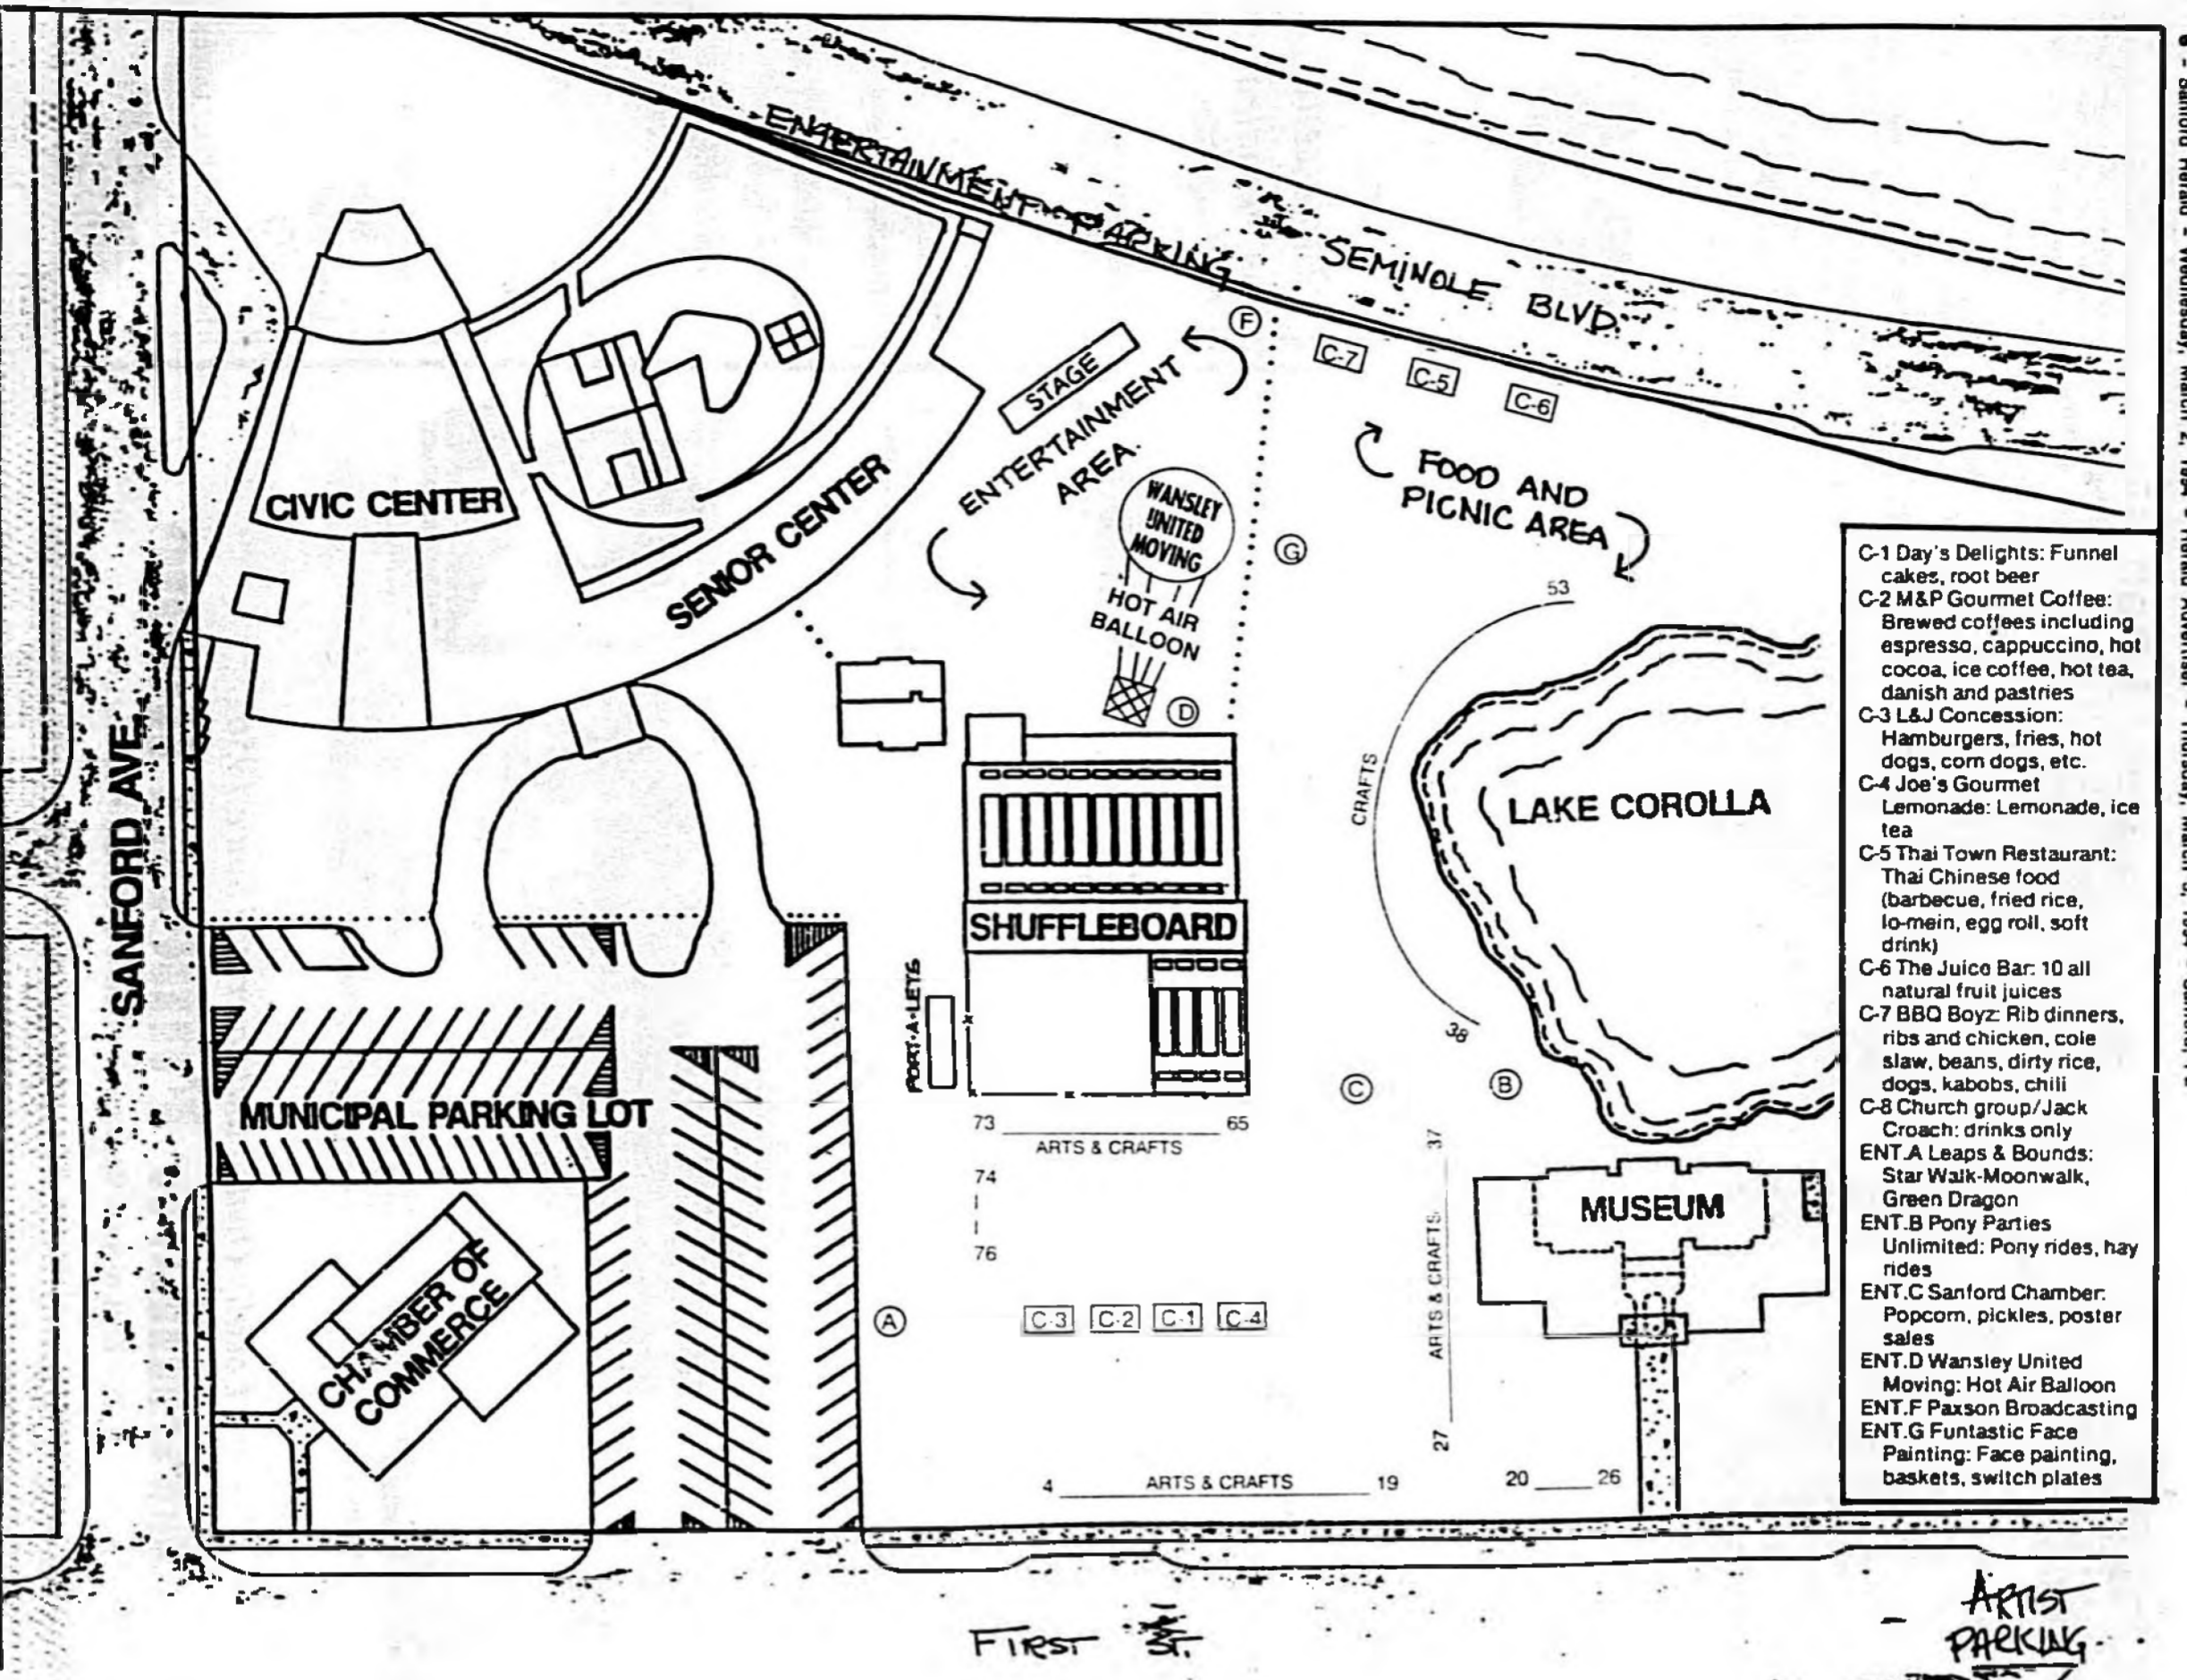 ENTERTAINMENT PARKING
SEMINOLE BLVD.
F
C-7
C-5
C-6
STAGE
ENTERTAINMENT
AREA.
FOOD AND
PICNIC AREA
WANSLEY
UNITED
MOVING
HOT AIR
BALLOON
G
D
CIVIC CENTER
SENIOR CENTER
53
CRAFTS
38
LAKE COROLLA
SANFORD AVE.
SHUFFLEBOARD
PORT-A-LETS
MUNICIPAL PARKING LOT
C
B
73
65
ARTS & CRAFTS
74
76
37
ARTS & CRAFTS
27
MUSEUM
A
C-3
C-2
C-1
C-4
CHAMBER OF
COMMERCE
4
ARTS & CRAFTS
19
20
26
FIRST ST.
ARTIST
PARKING
C-1 Day's Delights: Funnel
cakes, root beer
C-2 M&P Gourmet Coffee:
Brewed coffees including
espresso, cappuccino, hot
cocoa, ice coffee, hot tea,
danish and pastries
C-3 L&J Concession:
Hamburgers, fries, hot
dogs, corn dogs, etc.
C-4 Joe's Gourmet
Lemonade: Lemonade, ice
tea
C-5 Thai Town Restaurant:
Thai Chinese food
(barbecue, fried rice,
lo-mein, egg roll, soft
drink)
C-6 The Juice Bar: 10 all
natural fruit juices
C-7 BBQ Boyz: Rib dinners,
ribs and chicken, cole
slaw, beans, dirty rice,
dogs, kabobs, chili
C-8 Church group/Jack
Croach: drinks only
ENT.A Leaps & Bounds:
Star Walk-Moonwalk,
Green Dragon
ENT.B Pony Parties
Unlimited: Pony rides, hay
rides
ENT.C Sanford Chamber:
Popcorn, pickles, poster
sales
ENT.D Wansley United
Moving: Hot Air Balloon
ENT.F Paxson Broadcasting
ENT.G Funtastic Face
Painting: Face painting,
baskets, switch plates